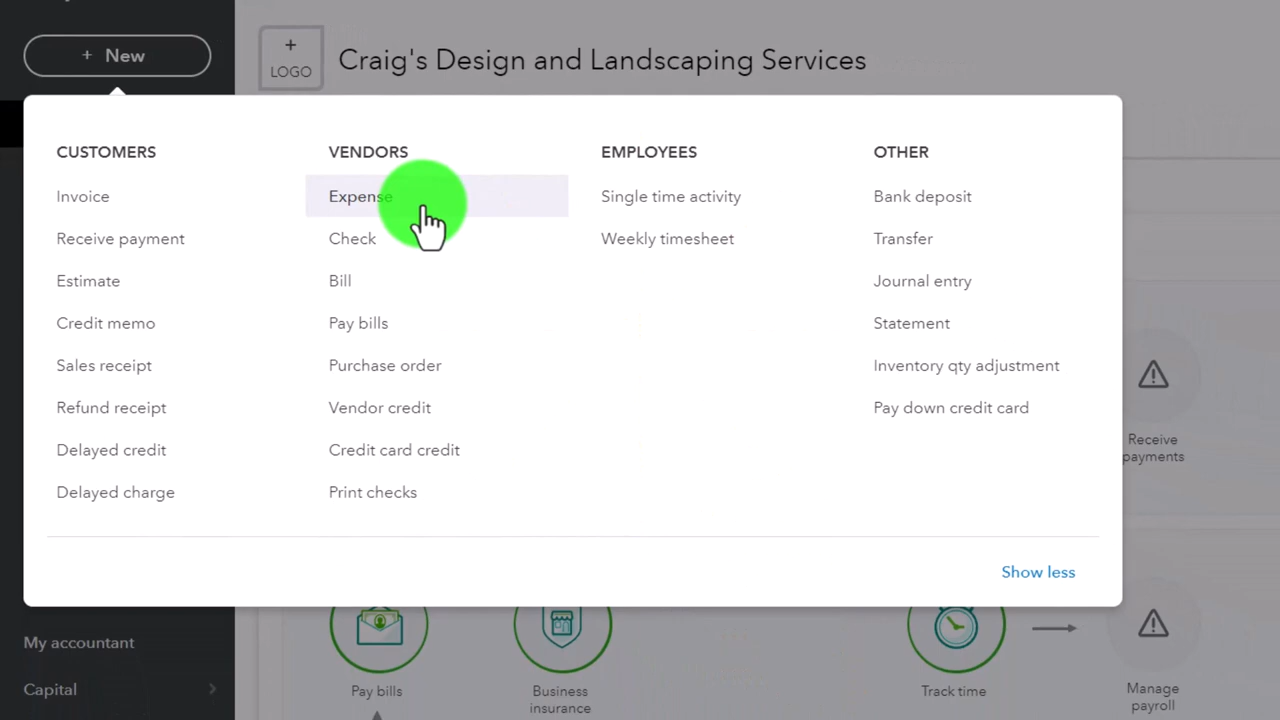 + New
+
LOGO
Craig's Design and Landscaping Services
CUSTOMERS
Invoice
Receive payment
Estimate
Credit memo
Sales receipt
Refund receipt
Delayed credit
Delayed charge
VENDORS
Expense
Check
Bill
Pay bills
Purchase order
Vendor credit
Credit card credit
Print checks
EMPLOYEES
Single time activity
Weekly timesheet
OTHER
Bank deposit
Transfer
Journal entry
Statement
Inventory qty adjustment
Pay down credit card
Show less
Receive
payments
My accountant
Capital
Pay bills
Business
insurance
Track time
Manage
payroll